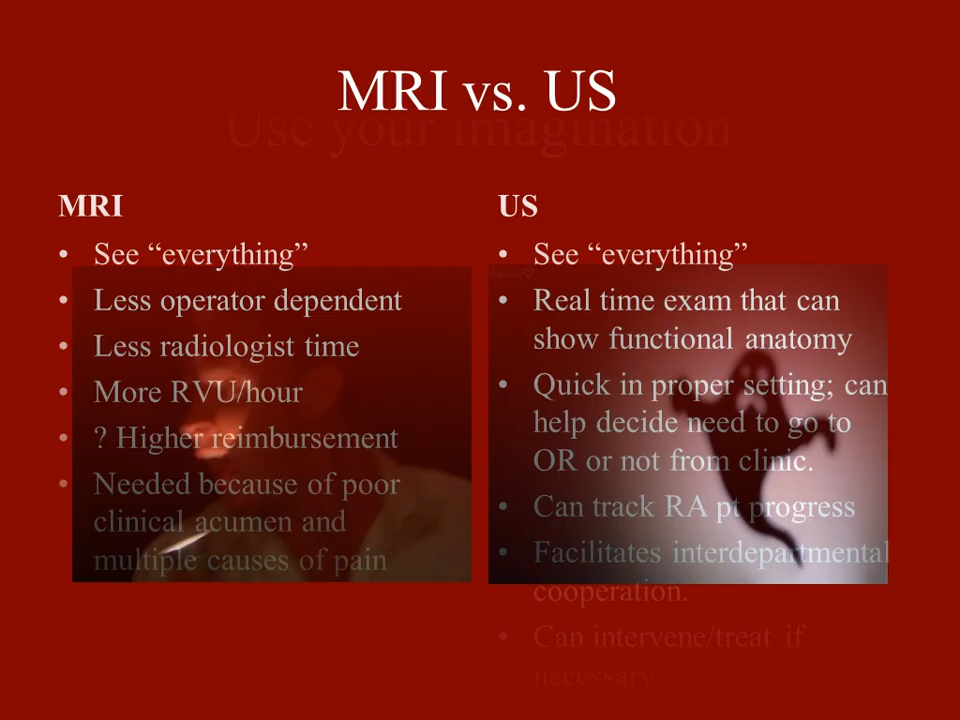 MRI vs. US
Use your imagination
MRI
• See “everything”
• Less operator dependent
• Less radiologist time
• More RVU/hour
• ? Higher reimbursement
• Needed because of poor
clinical acumen and
multiple causes of pain
US
• See “everything”
• Real time exam that can
show functional anatomy
• Quick in proper setting; can
help decide need to go to
OR or not from clinic.
• Can track RA pt progress
• Facilitates interdepartmental
cooperation.
• Can intervene/treat if
necessary